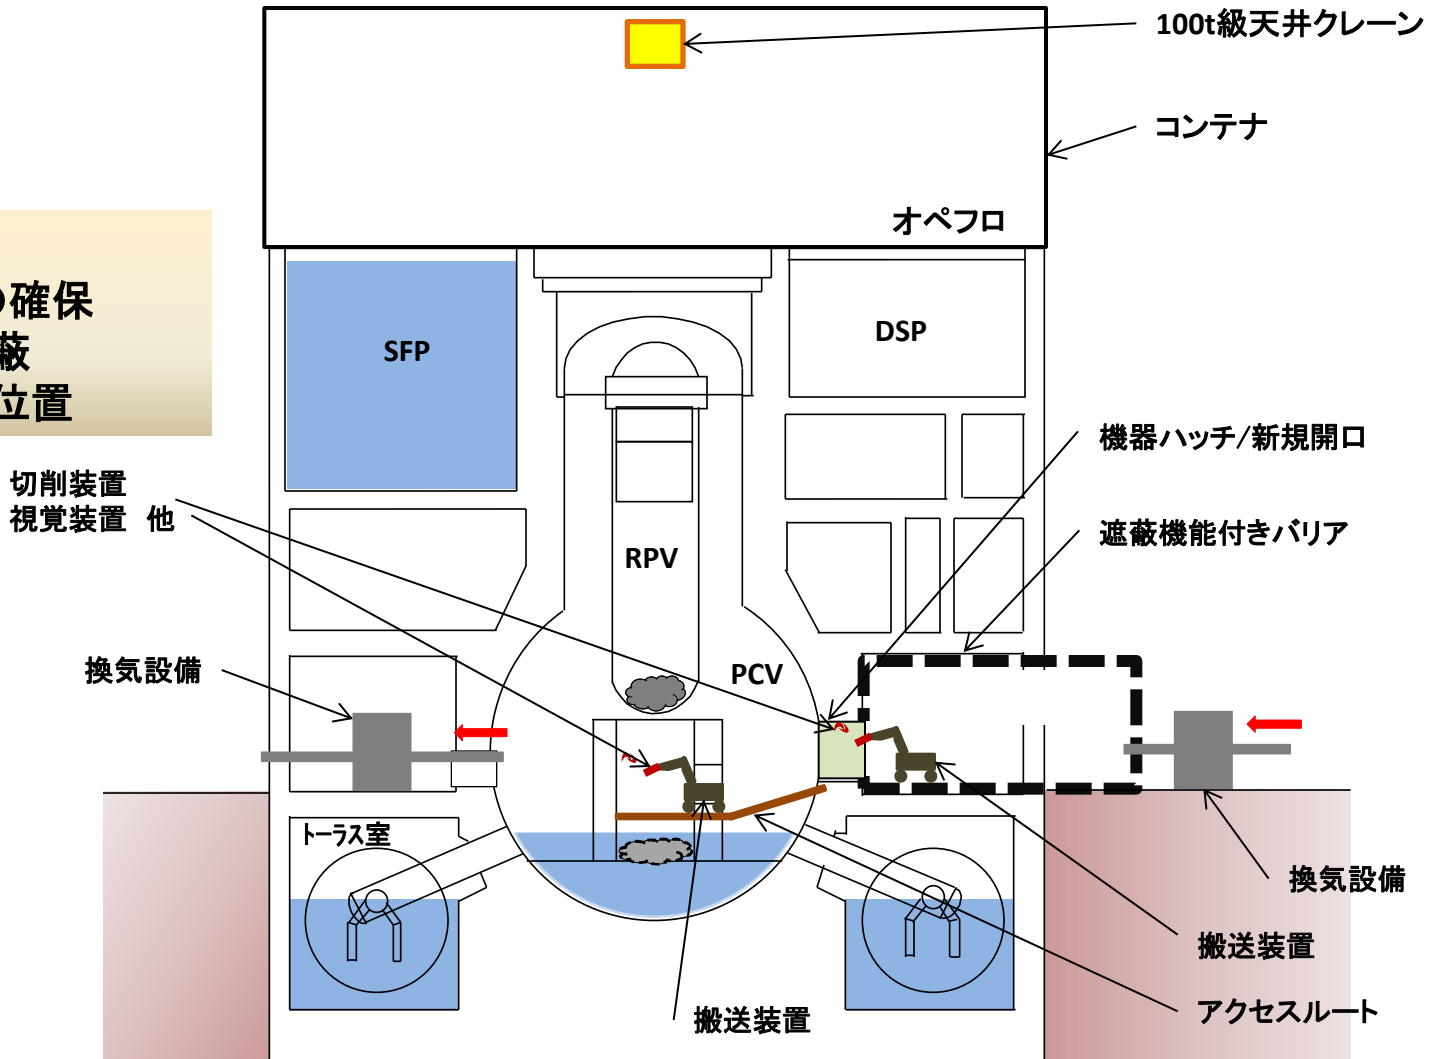 100t級天井クレーン
コンテナ
オペフロ
の確保
蔽
位置
SFP
DSP
機器ハッチ/新規開口
切削装置
視覚装置 他
遮蔽機能付きバリア
RPV
換気設備
PCV
トーラス室
換気設備
搬送装置
アクセスルート
搬送装置